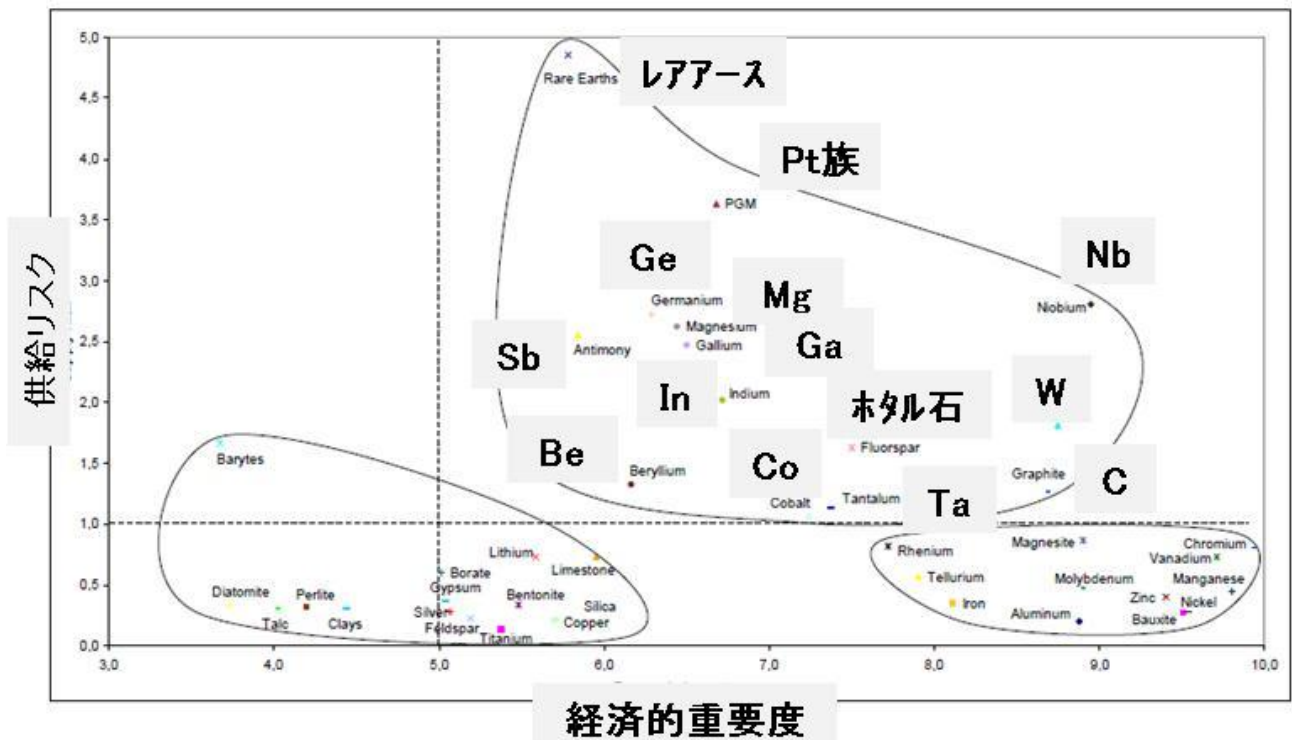 5,0
4,5
4,0
3,5
3,0
2,5
2,0
1,5
1,0
0,5
0,0
3,0
4,0
5,0
6,0
7,0
8,0
9,0
10,0
供給リスク
経済的重要度
Rare Earths
レアアース
Pt族
PGM
Ge
Germanium
Mg
Magnesium
Nb
Niobium
Sb
Antimony
Ga
Gallium
In
Indium
ホタル石
Fluorspar
W
Be
Beryllium
Co
Cobalt
Tantalum
Ta
Graphite
C
Barytes
Lithium
Limestone
Borate
Gypsum
Bentonite
Diatomite
Perlite
Talc
Clays
Silver
Feldspar
Titanium
Silica
Copper
Rhenium
Magnesite
Chromium
Vanadium
Tellurium
Molybdenum
Manganese
Iron
Zinc
Nickel
Aluminum
Bauxite